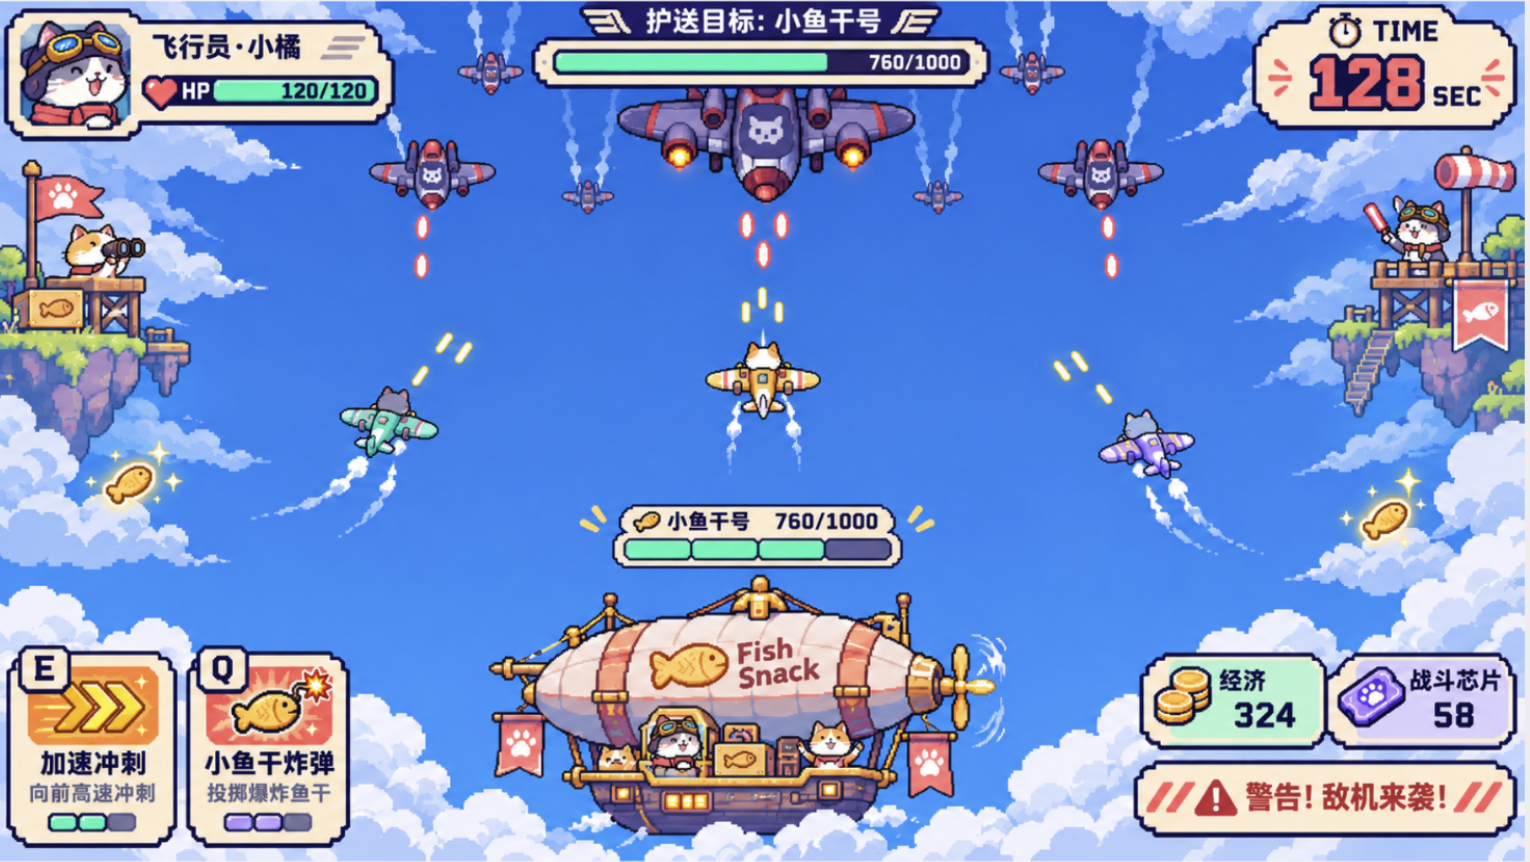 飞行员·小橘
HP 120/120
护送目标: 小鱼干号
760/1000
TIME
128 SEC
小鱼干号 760/1000
Fish
Snack
E
加速冲刺
向前高速冲刺
Q
小鱼干炸弹
投掷爆炸鱼干
经济
324
战斗芯片
58
警告! 敌机来袭!